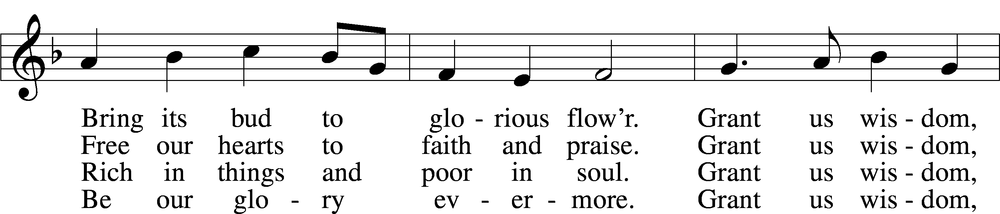 Bring its bud to glo - rious flow’r. Grant us wis - dom,
Free our hearts to faith and praise. Grant us wis - dom,
Rich in things and poor in soul. Grant us wis - dom,
Be our glo - ry ev - er - more. Grant us wis - dom,